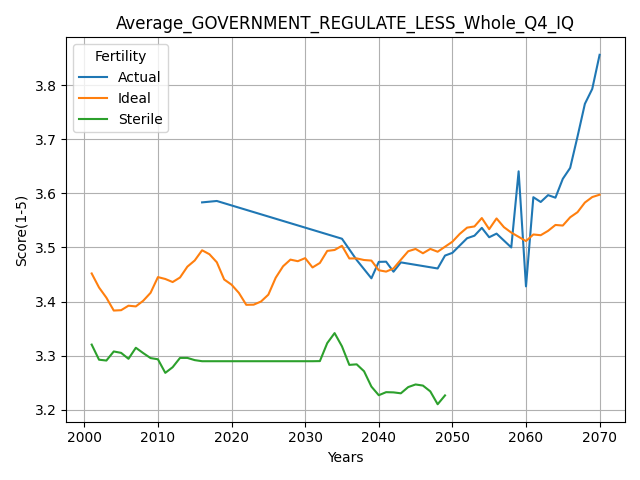 Average_GOVERNMENT_REGULATE_LESS_Whole_Q4_IQ
Fertility
Actual
Ideal
Sterile
Score(1-5)
3.8
3.7
3.6
3.5
3.4
3.3
3.2
2000 2010 2020 2030 2040 2050 2060 2070
Years